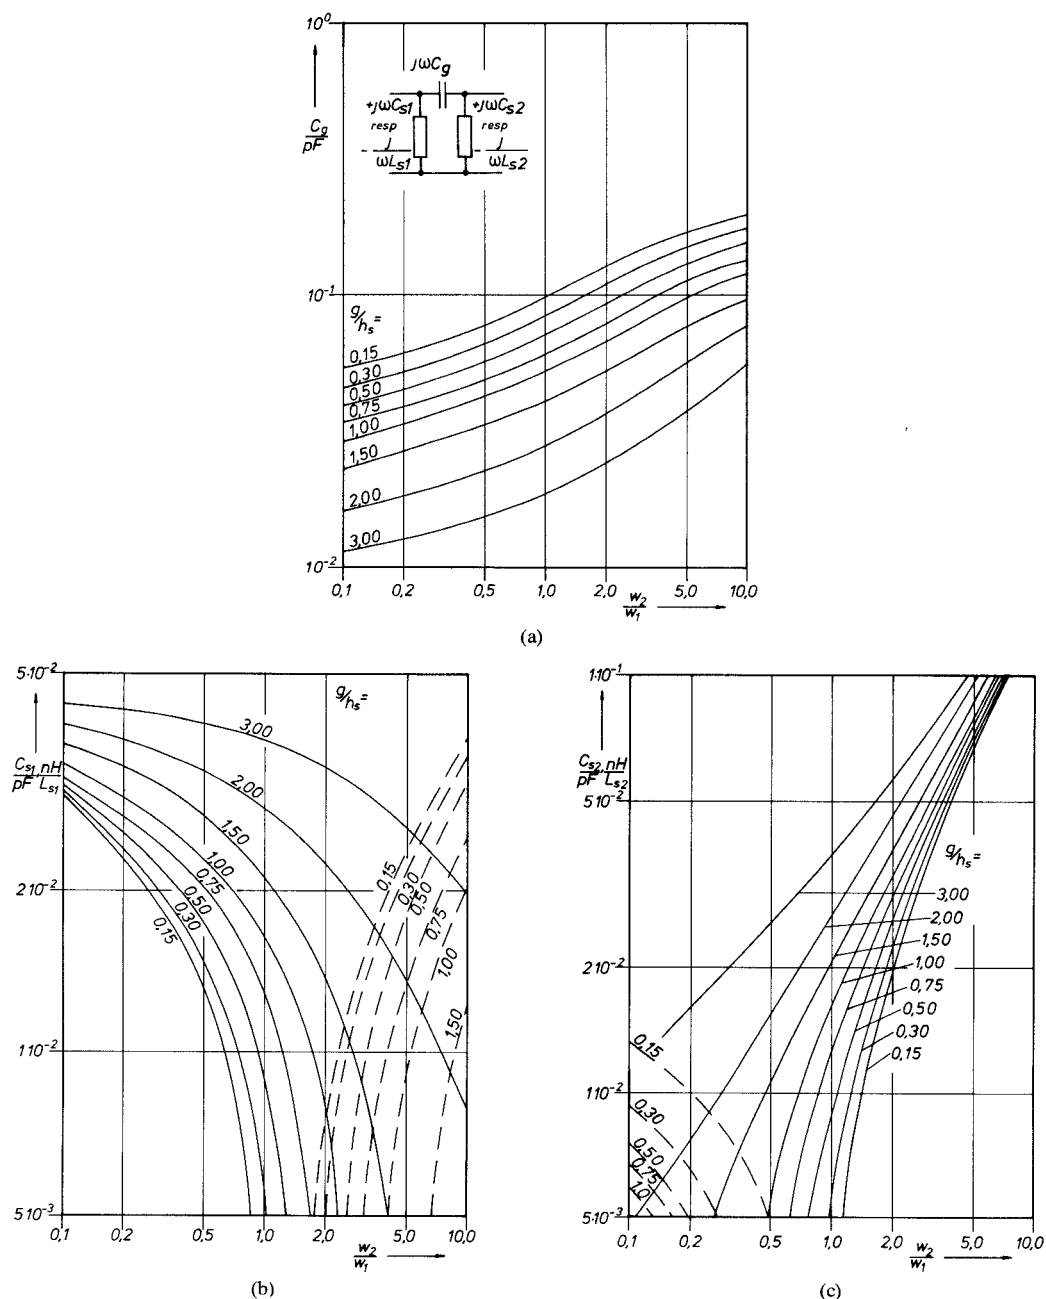 10⁰
C_g
pF
jωC_g
+jωC_s1
+jωC_s2
resp
resp
- j
ωL_s1
- j
ωL_s2
10⁻¹
g/h_s=
0,15
0,30
0,50
0,75
1,00
1,50
2,00
3,00
10⁻²
0,1
0,2
0,5
1,0
2,0
5,0
10,0
w₂
w₁
(a)
5·10⁻²
C_s1, nH
pF L_s1
2·10⁻²
1·10⁻²
5·10⁻³
g/h_s=
3,00
2,00
1,50
1,00
0,75
0,50
0,30
0,15
0,15
0,30
0,50
0,75
1,00
1,50
0,1
0,2
0,5
1,0
2,0
5,0
10,0
w₂
w₁
(b)
1·10⁻¹
C_s2, nH
pF L_s2
5·10⁻²
2·10⁻²
1·10⁻²
5·10⁻³
g/h_s=
3,00
2,00
1,50
1,00
0,75
0,50
0,30
0,15
0,15
0,30
0,50
0,75
1,0
0,1
0,2
0,5
1,0
2,0
5,0
10,0
w₂
w₁
(c)